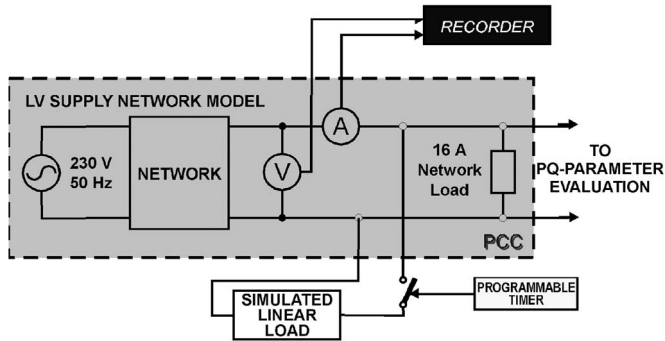 RECORDER
LV SUPPLY NETWORK MODEL
A
230 V
50 Hz
NETWORK
V
16 A
Network
Load
TO
PQ-PARAMETER
EVALUATION
PCC
SIMULATED
LINEAR
LOAD
PROGRAMMABLE
TIMER